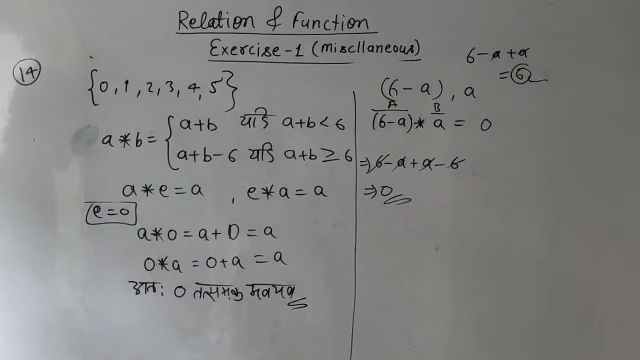 Relation & Function
Exercise-1 (miscllaneous)
14
{0, 1, 2, 3, 4, 5}
a*b = { a+b यदि a+b < 6
a+b-6 यदि a+b ≥ 6
a*e = a , e*a = a
e=0
a*0 = a+0 = a
0*a = 0+a = a
अतः 0 तत्समक अवयव
6-a+a
= 6
(6-a), a
A B
(6-a)* a = 0
⇒ 6-a+a-6
⇒ 0